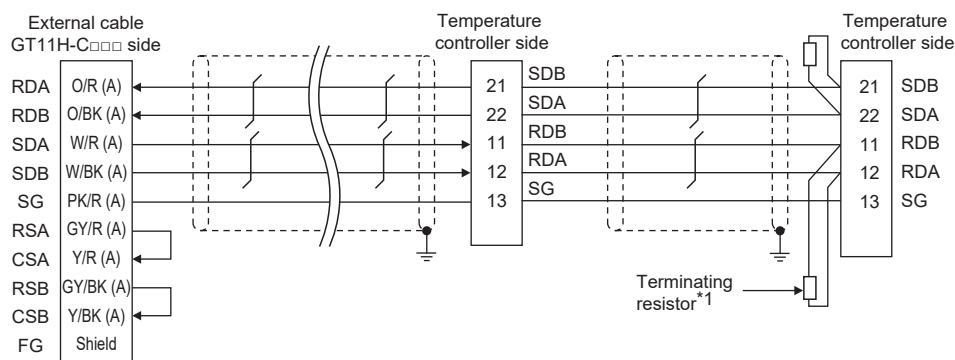 External cable
GT11H-C□□□ side
Temperature
controller side
Temperature
controller side
RDA O/R (A) 21 SDB 21 SDB
RDB O/BK (A) 22 SDA 22 SDA
SDA W/R (A) 11 RDB 11 RDB
SDB W/BK (A) 12 RDA 12 RDA
SG PK/R (A) 13 SG 13 SG
RSA GY/R (A)
CSA Y/R (A)
RSB GY/BK (A)
CSB Y/BK (A)
FG Shield
Terminating
resistor*1